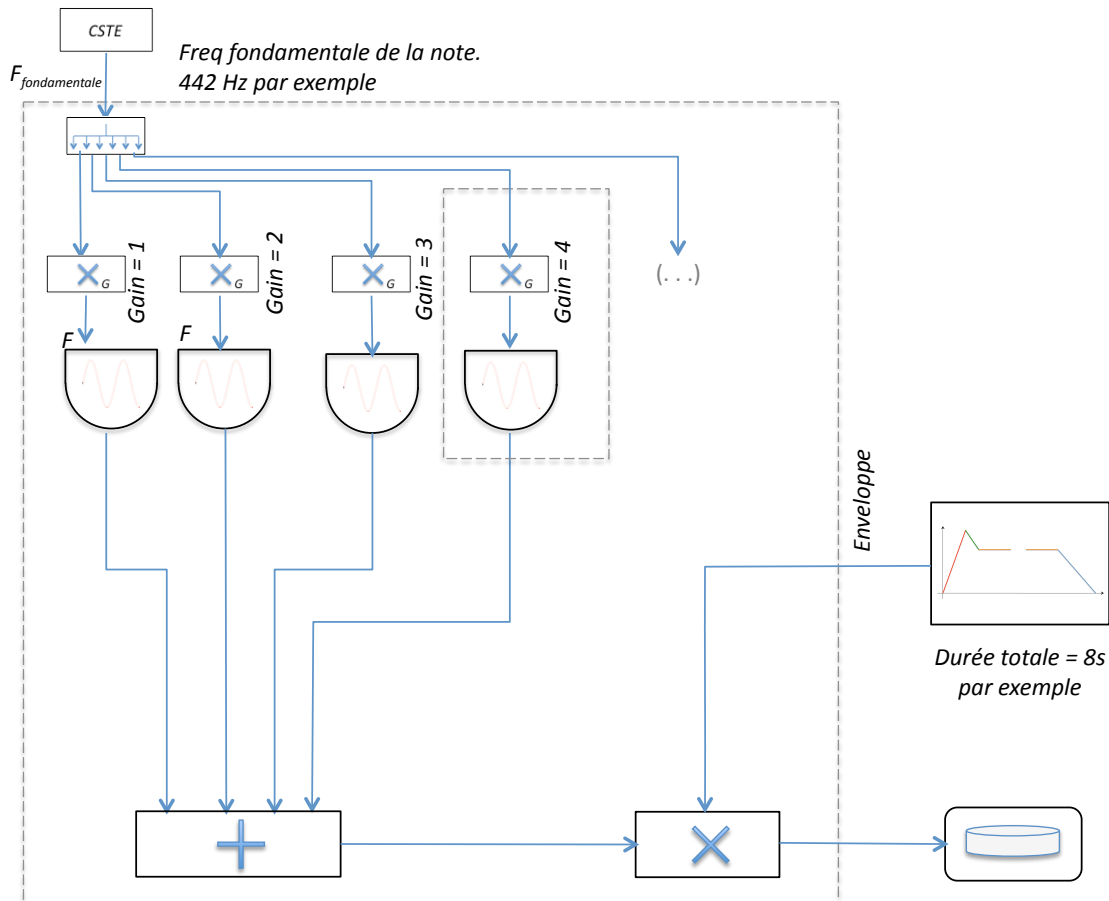 CSTE
Freq fondamentale de la note.
442 Hz par exemple
Ffondamentale
Gain = 1
Gain = 2
Gain = 3
Gain = 4
(. . .)
G
G
G
G
F
F
Enveloppe
Durée totale = 8s
par exemple